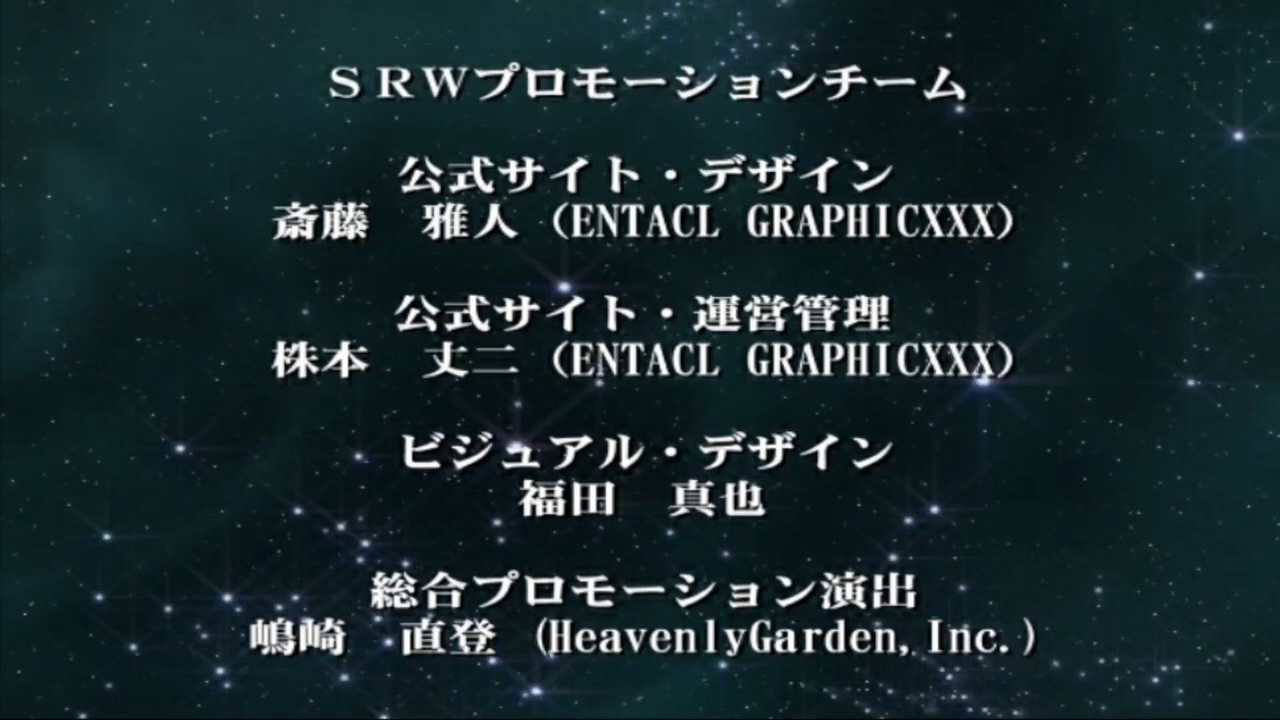 ＳＲＷプロモーションチーム
公式サイト・デザイン
斎藤　雅人（ENTACL GRAPHICXXX）
公式サイト・運営管理
株本　丈二（ENTACL GRAPHICXXX）
ビジュアル・デザイン
福田　真也
総合プロモーション演出
嶋崎　直登（HeavenlyGarden,Inc.）